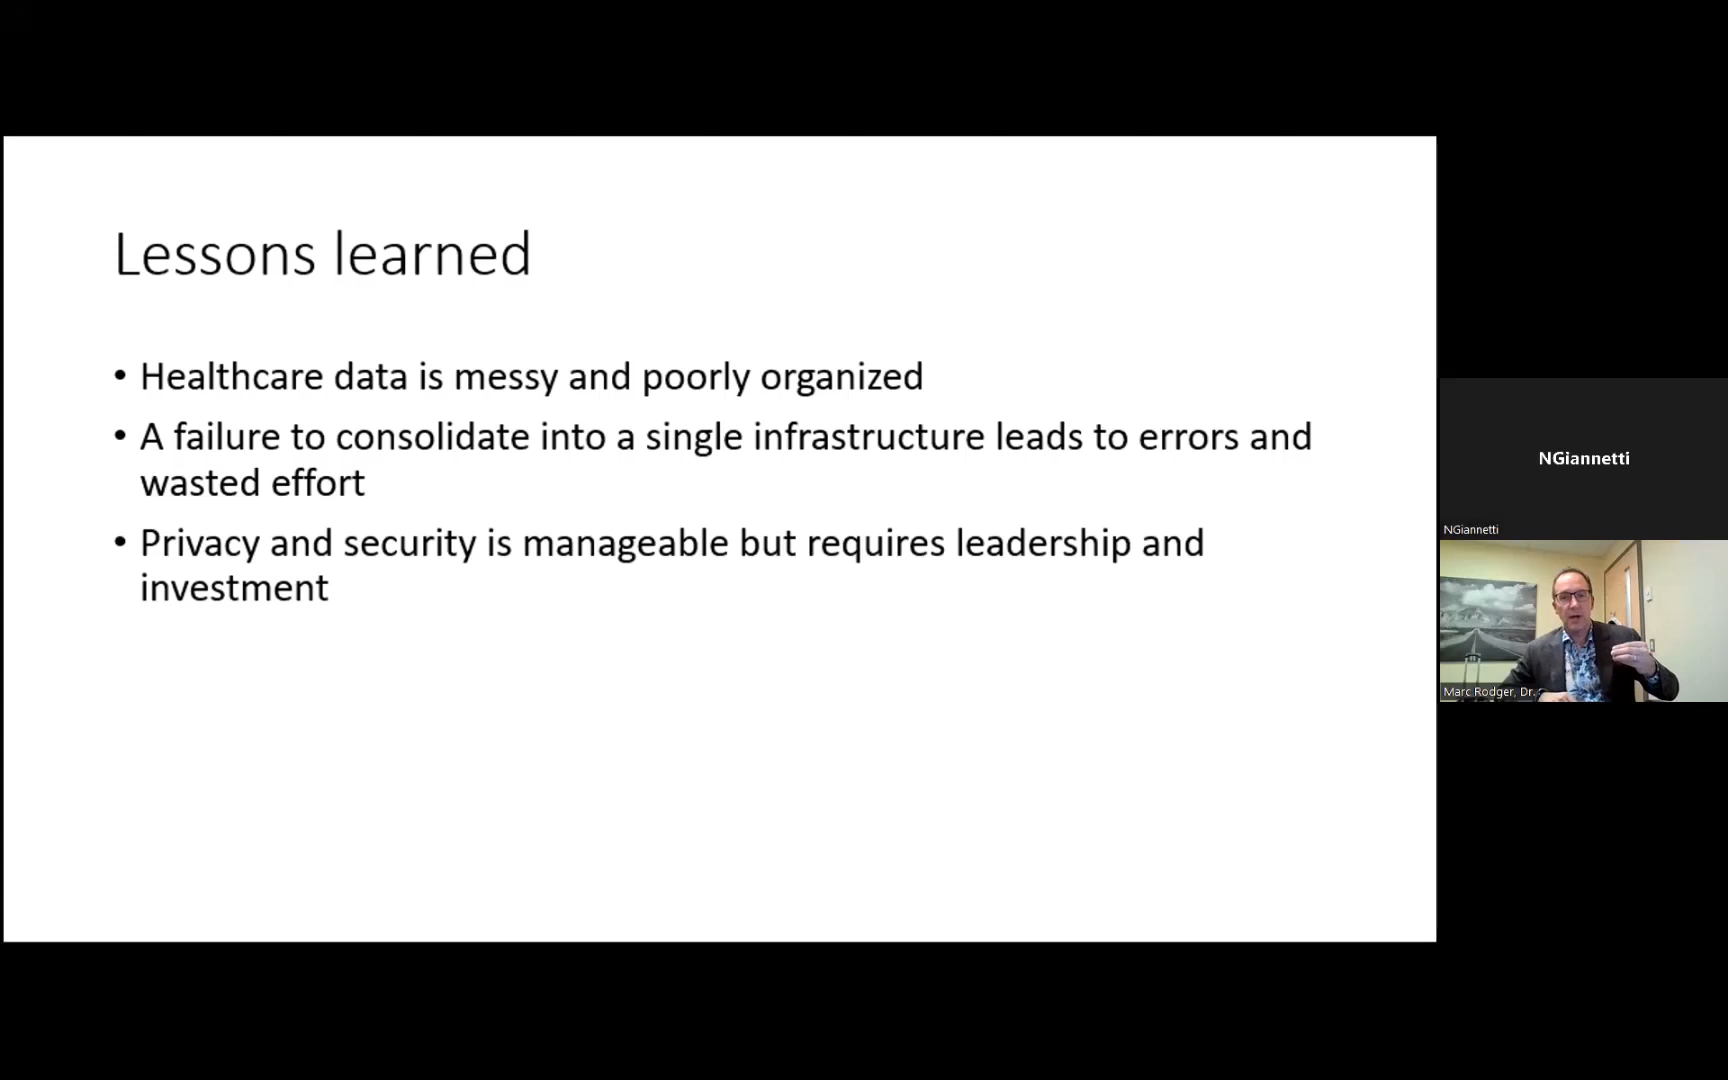 Lessons learned
• Healthcare data is messy and poorly organized
• A failure to consolidate into a single infrastructure leads to errors and
wasted effort
• Privacy and security is manageable but requires leadership and
investment
NGiannetti
NGiannetti
Marc Rodger, Dr.